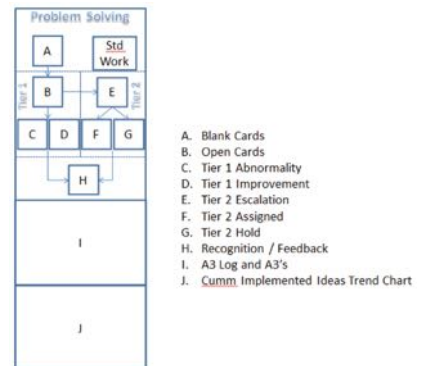 Problem Solving
A
Std
Work
Tier 1
B
E
Tier 2
C D F G
H
I
J
A. Blank Cards
B. Open Cards
C. Tier 1 Abnormality
D. Tier 1 Improvement
E. Tier 2 Escalation
F. Tier 2 Assigned
G. Tier 2 Hold
H. Recognition / Feedback
I. A3 Log and A3's
J. Cumm Implemented Ideas Trend Chart